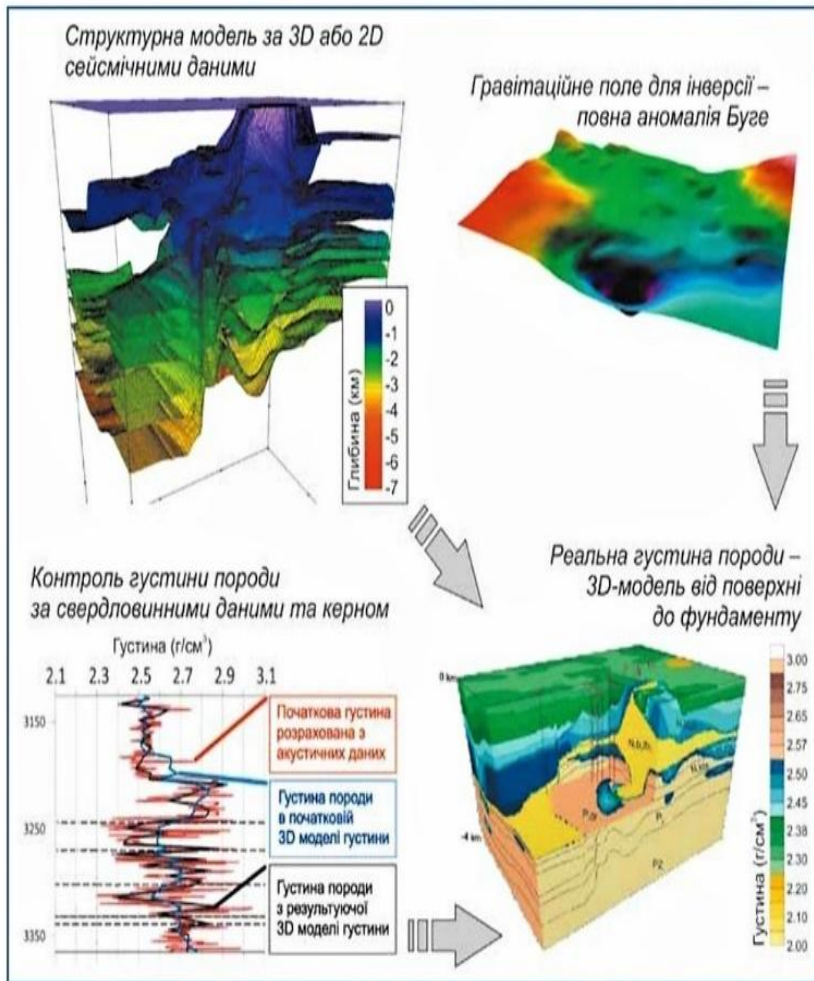 Структурна модель за 3D або 2D
сейсмічними даними
Гравітаційне поле для інверсії –
повна аномалія Буге
Глибина (км)
0
-1
-2
-3
-4
-5
-6
-7
Контроль густини породи
за свердловинними даними та керном
Густина (г/см³)
2.1 2.3 2.5 2.7 2.9 3.1
3150
3250
3350
Початкова густина
розрахована з
акустичних даних
Густина породи
в початковій
3D моделі густини
Густина породи
з результуючої
3D моделі густини
Реальна густина породи –
3D-модель від поверхні
до фундаменту
0 km
-4 km
P₁
PZ
Густина (г/см³)
3.00
2.75
2.65
2.57
2.50
2.45
2.38
2.30
2.20
2.10
2.00